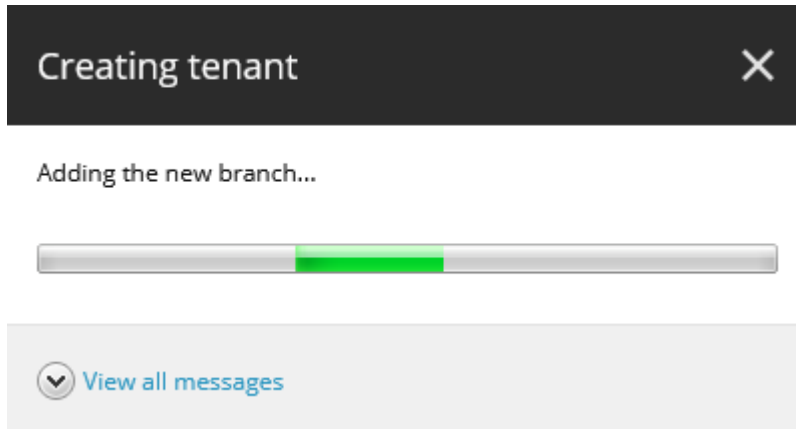 Creating tenant
Adding the new branch...
View all messages